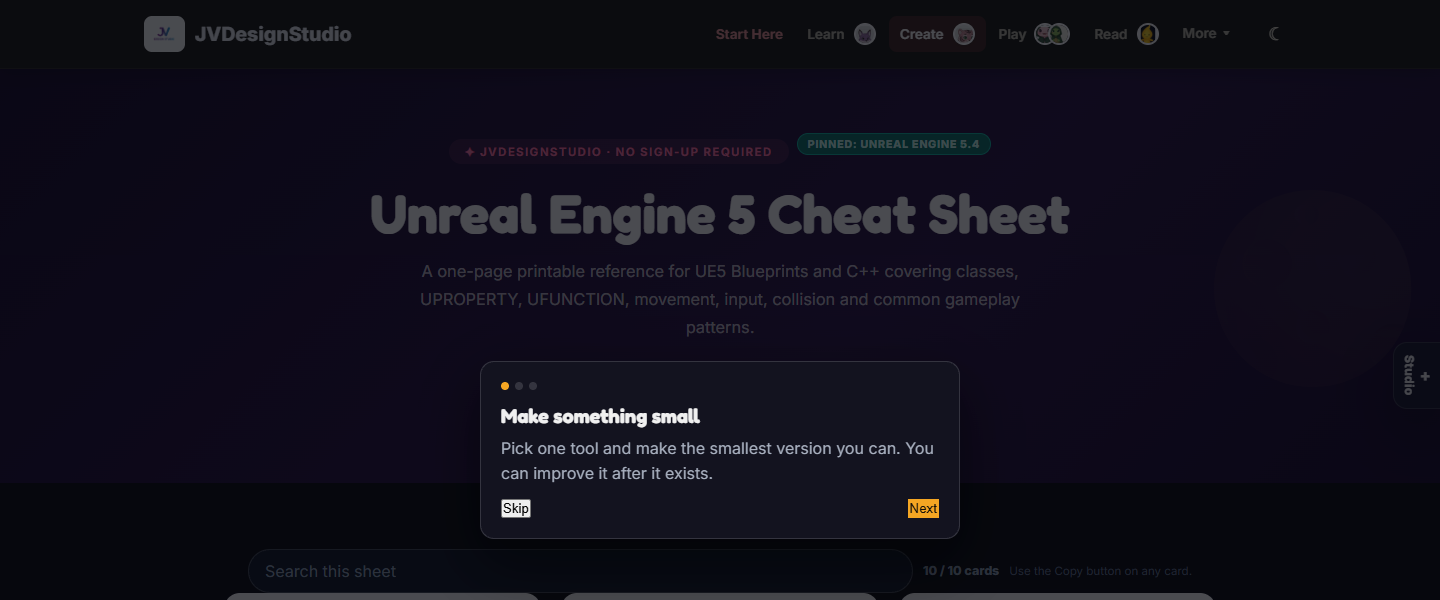 JV
JVDesignStudio
Start Here
Learn
Create
Play
Read
More
✦ JVDESIGNSTUDIO · NO SIGN-UP REQUIRED
PINNED: UNREAL ENGINE 5.4
Unreal Engine 5 Cheat Sheet
A one-page printable reference for UE5 Blueprints and C++ covering classes,
UPROPERTY, UFUNCTION, movement, input, collision and common gameplay
patterns.
✦ Studio
Make something small
Pick one tool and make the smallest version you can. You
can improve it after it exists.
Skip
Next
Search this sheet
10 / 10 cards
Use the Copy button on any card.